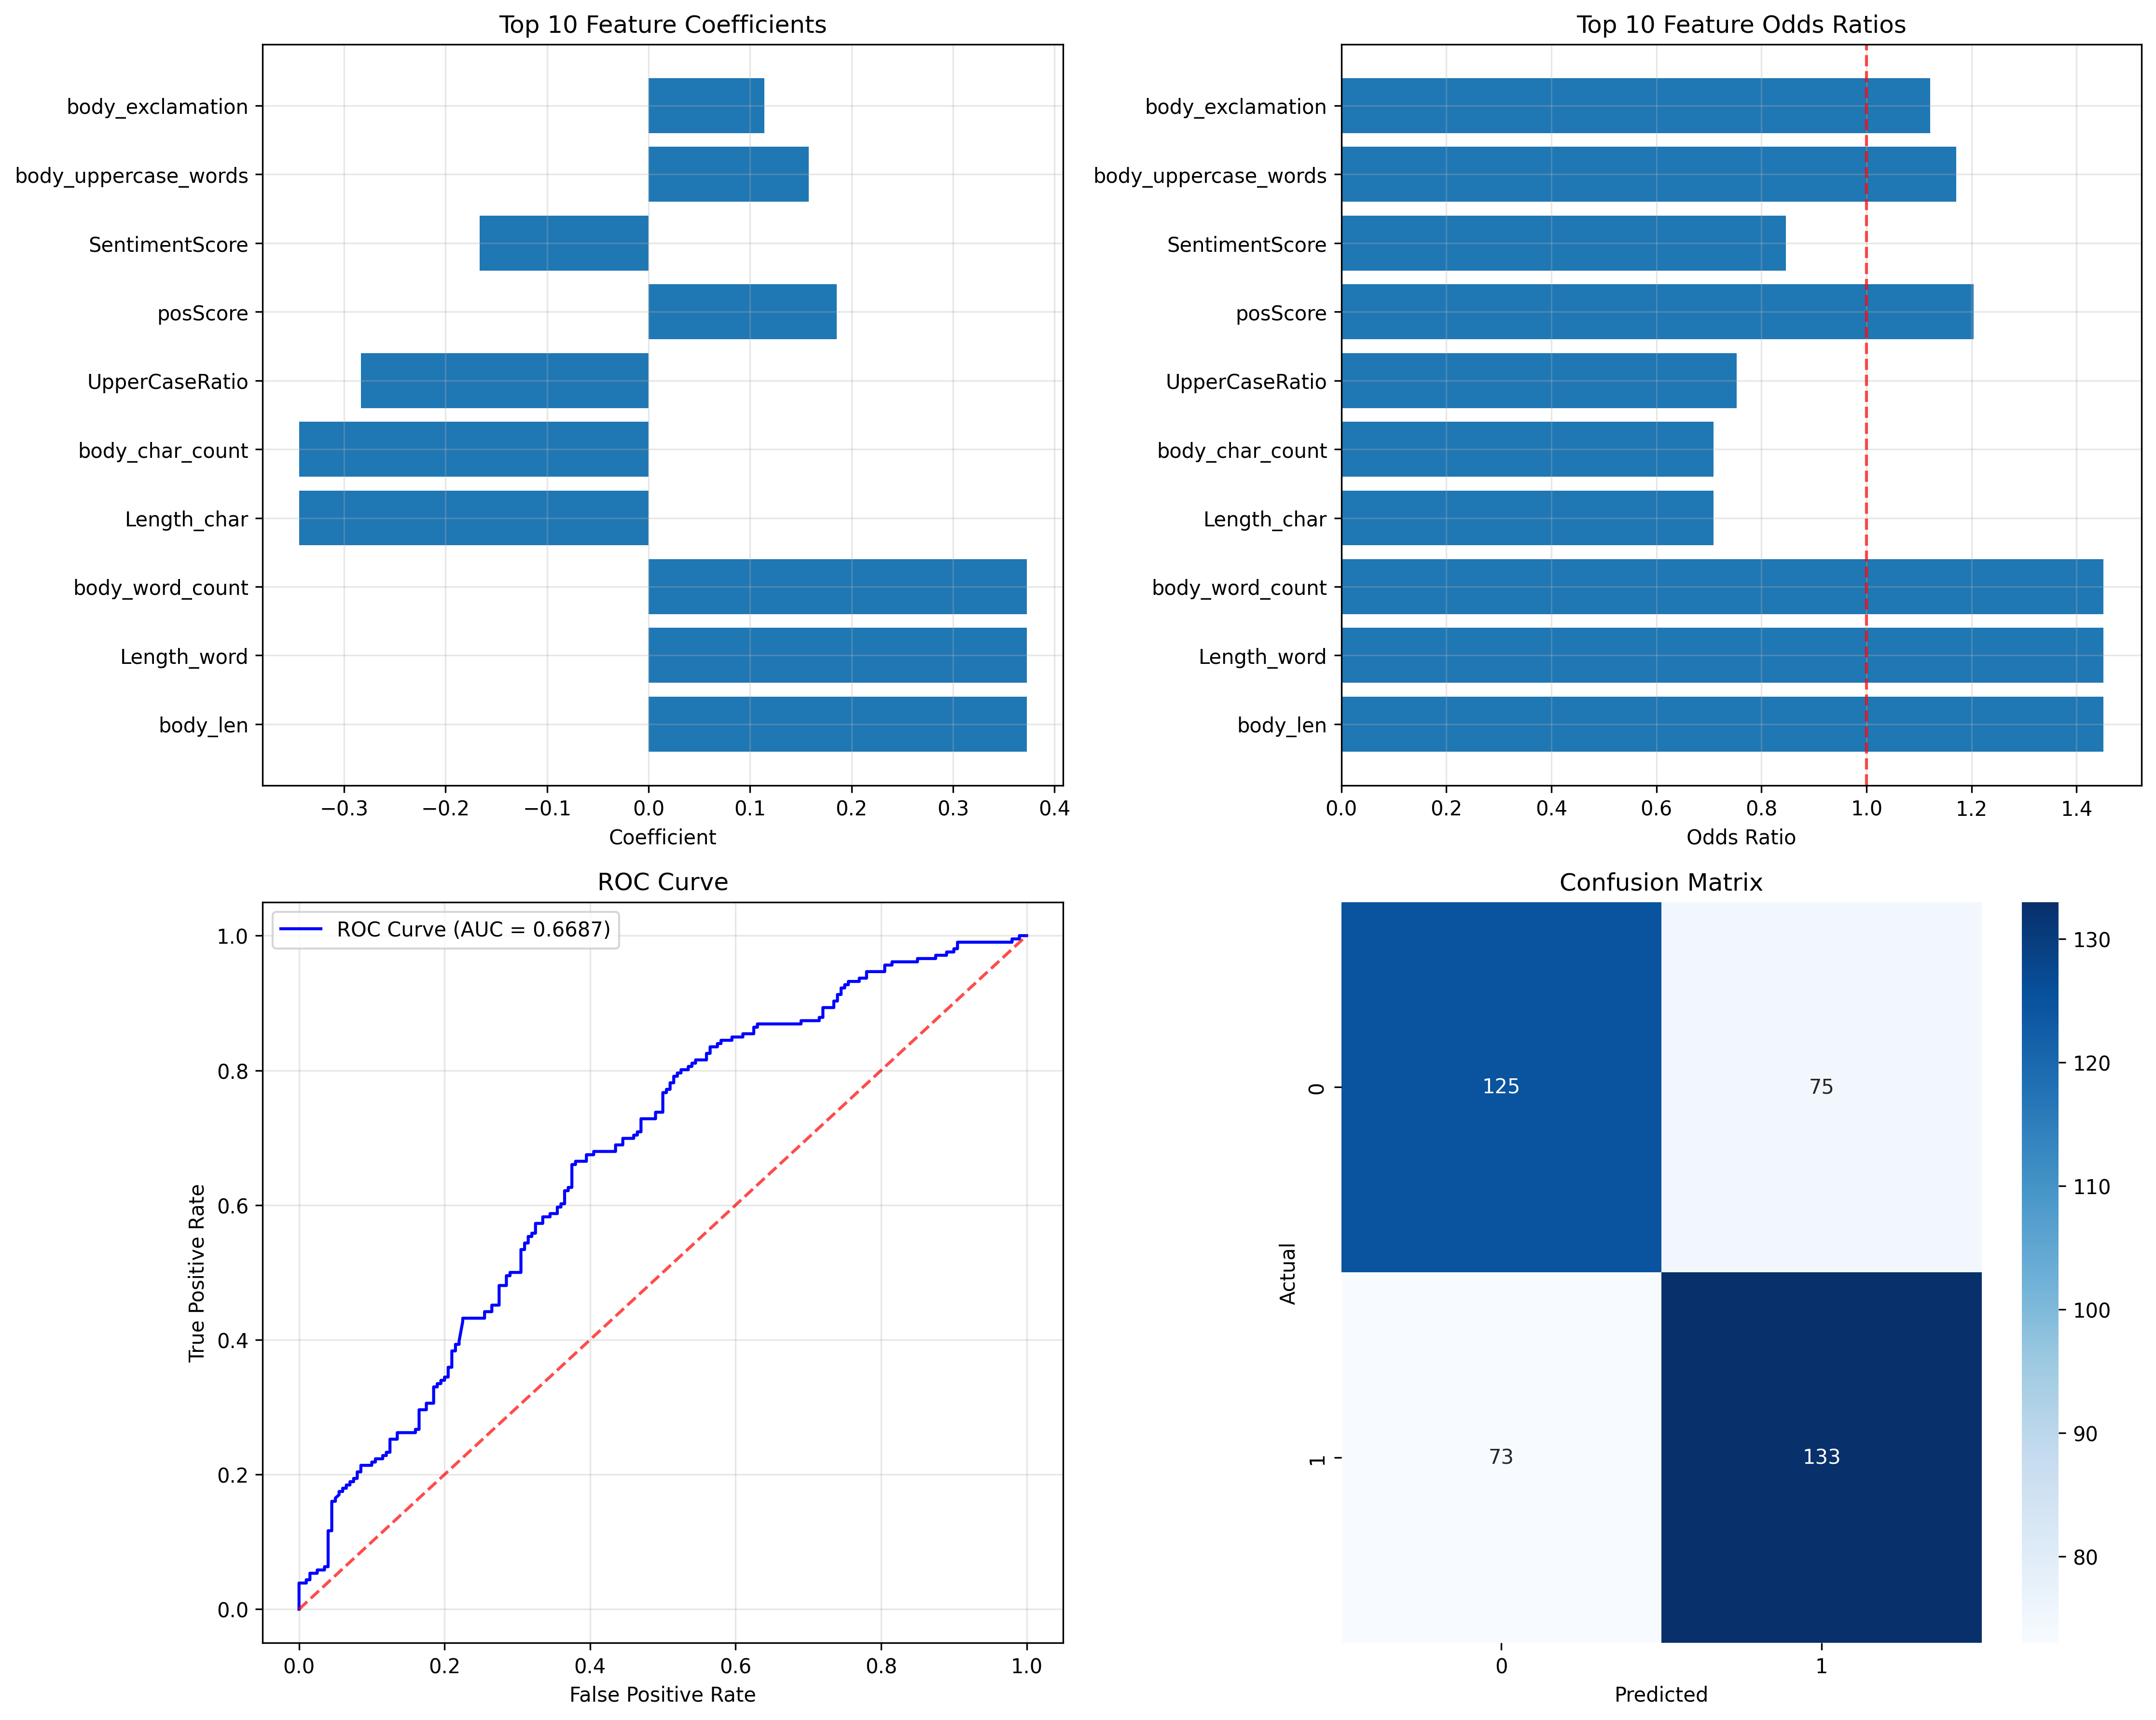 Top 10 Feature Coefficients
body_exclamation
body_uppercase_words
SentimentScore
posScore
UpperCaseRatio
body_char_count
Length_char
body_word_count
Length_word
body_len
−0.3 −0.2 −0.1 0.0 0.1 0.2 0.3 0.4
Coefficient
Top 10 Feature Odds Ratios
body_exclamation
body_uppercase_words
SentimentScore
posScore
UpperCaseRatio
body_char_count
Length_char
body_word_count
Length_word
body_len
0.0 0.2 0.4 0.6 0.8 1.0 1.2 1.4
Odds Ratio
ROC Curve
ROC Curve (AUC = 0.6687)
True Positive Rate
1.0
0.8
0.6
0.4
0.2
0.0
0.0 0.2 0.4 0.6 0.8 1.0
False Positive Rate
Confusion Matrix
Actual
0
125 75
1
73 133
0 1
Predicted
130
120
110
100
90
80